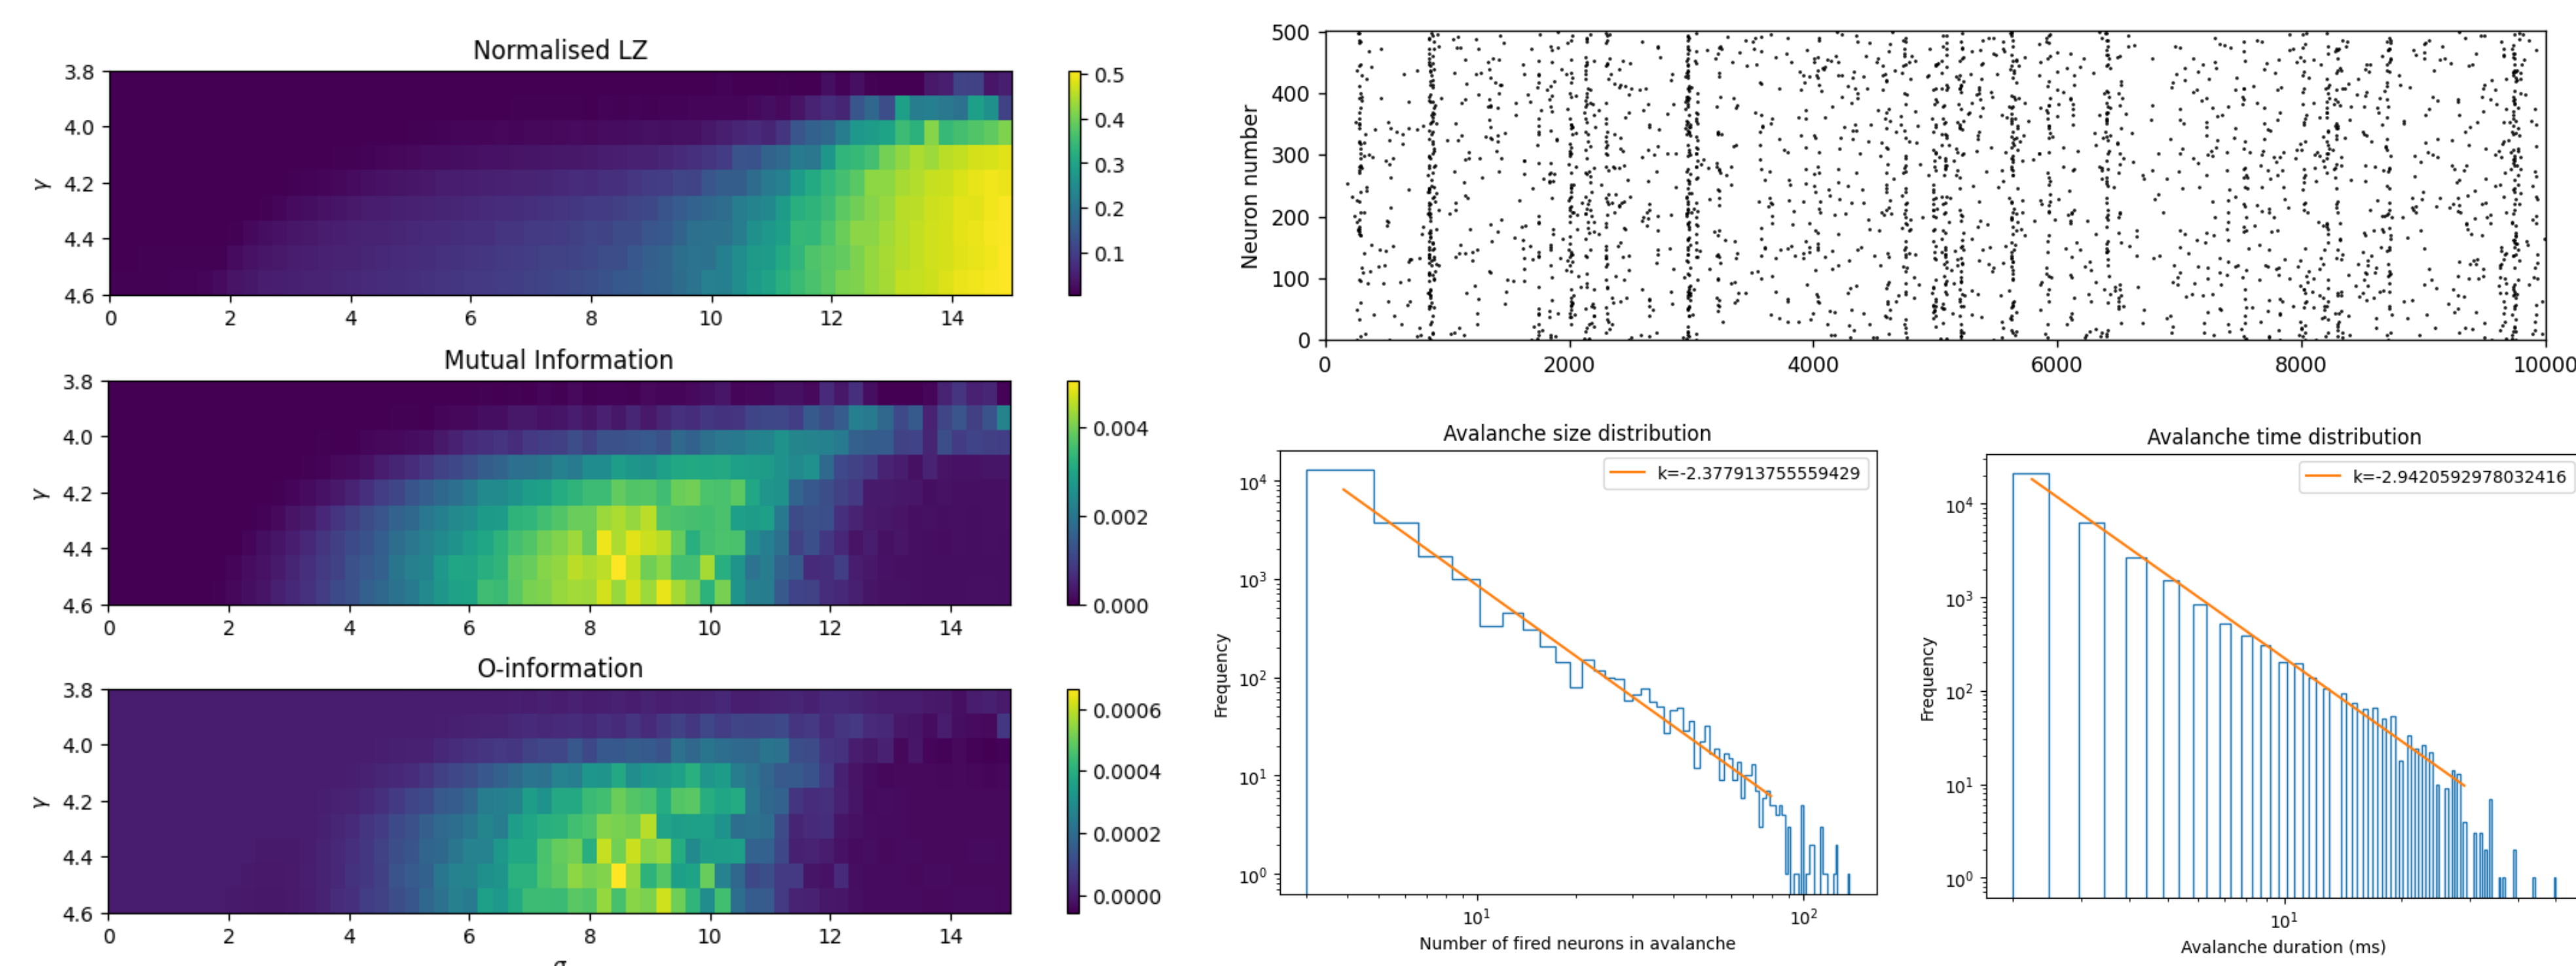 Normalised LZ
3.8
4.0
4.2
4.4
4.6
γ
0 2 4 6 8 10 12 14
0.5
0.4
0.3
0.2
0.1
Mutual Information
3.8
4.0
4.2
4.4
4.6
γ
0 2 4 6 8 10 12 14
0.004
0.002
0.000
O-information
3.8
4.0
4.2
4.4
4.6
γ
0 2 4 6 8 10 12 14
0.0006
0.0004
0.0002
0.0000
500
400
300
200
100
0
Neuron number
0 2000 4000 6000 8000 10000
Avalanche size distribution
k=-2.377913755559429
10⁴
10³
10²
10¹
10⁰
Frequency
10¹ 10²
Number of fired neurons in avalanche
Avalanche time distribution
k=-2.9420592978032416
10⁴
10³
10²
10¹
10⁰
Frequency
10¹
Avalanche duration (ms)